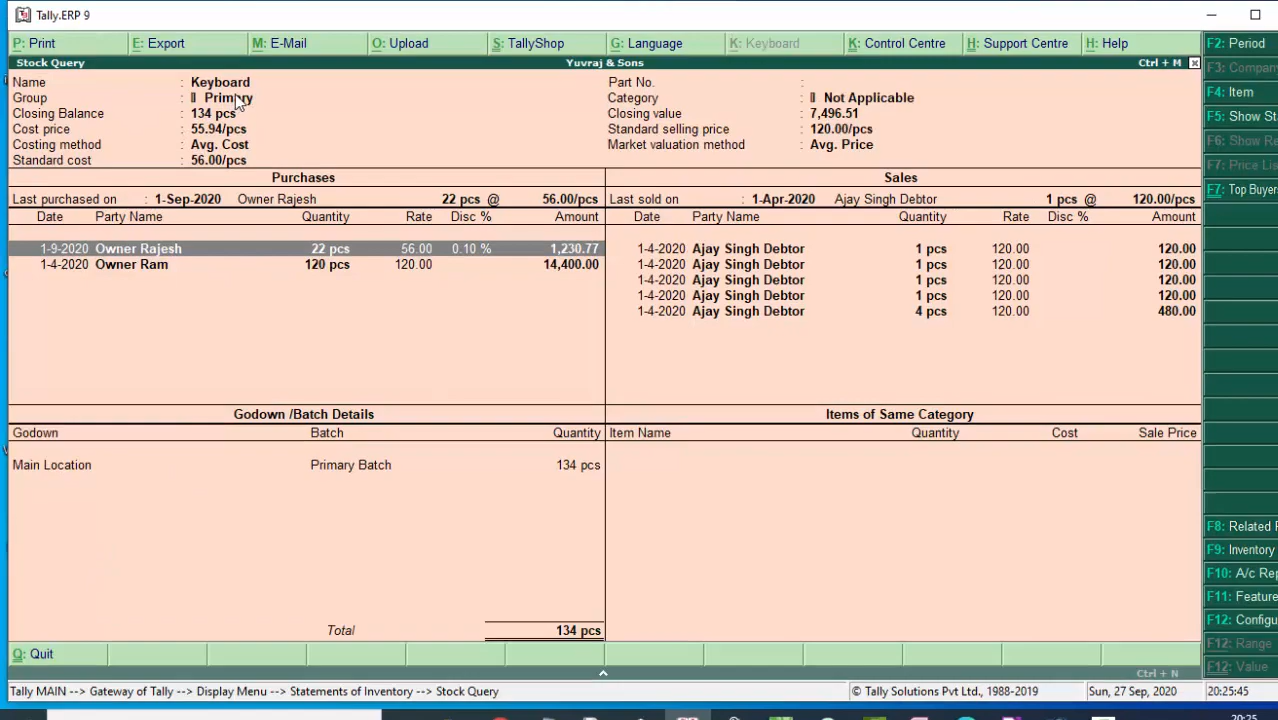 Tally.ERP 9
P: Print E: Export M: E-Mail O: Upload S: TallyShop G: Language K: Keyboard K: Control Centre H: Support Centre H: Help
F2: Period
Stock Query Yuvraj & Sons Ctrl + M
F3: Company
Name : Keyboard Part No. :
Group : Primary Category : Not Applicable
F4: Item
Closing Balance : 134 pcs Closing value : 7,496.51
F5: Show St
Cost price : 55.94/pcs Standard selling price : 120.00/pcs
Costing method : Avg. Cost Market valuation method : Avg. Price
F6: Show Re
Standard cost : 56.00/pcs
F7: Price Lis
Purchases Sales
F7: Top Buyer
Last purchased on : 1-Sep-2020 Owner Rajesh 22 pcs @ 56.00/pcs Last sold on : 1-Apr-2020 Ajay Singh Debtor 1 pcs @ 120.00/pcs
Date Party Name Quantity Rate Disc % Amount Date Party Name Quantity Rate Disc % Amount
1-9-2020 Owner Rajesh 22 pcs 56.00 0.10 % 1,230.77 1-4-2020 Ajay Singh Debtor 1 pcs 120.00 120.00
1-4-2020 Owner Ram 120 pcs 120.00 14,400.00 1-4-2020 Ajay Singh Debtor 1 pcs 120.00 120.00
1-4-2020 Ajay Singh Debtor 1 pcs 120.00 120.00
1-4-2020 Ajay Singh Debtor 1 pcs 120.00 120.00
1-4-2020 Ajay Singh Debtor 4 pcs 120.00 480.00
Godown /Batch Details Items of Same Category
Godown Batch Quantity Item Name Quantity Cost Sale Price
Main Location Primary Batch 134 pcs
F8: Related
F9: Inventory
F10: A/c Rep
F11: Feature
F12: Configu
Total 134 pcs
F12: Range
Q: Quit
F12: Value
Ctrl + N
Tally MAIN --> Gateway of Tally --> Display Menu --> Statements of Inventory --> Stock Query © Tally Solutions Pvt Ltd., 1988-2019 Sun, 27 Sep, 2020 20:25:45
20:25